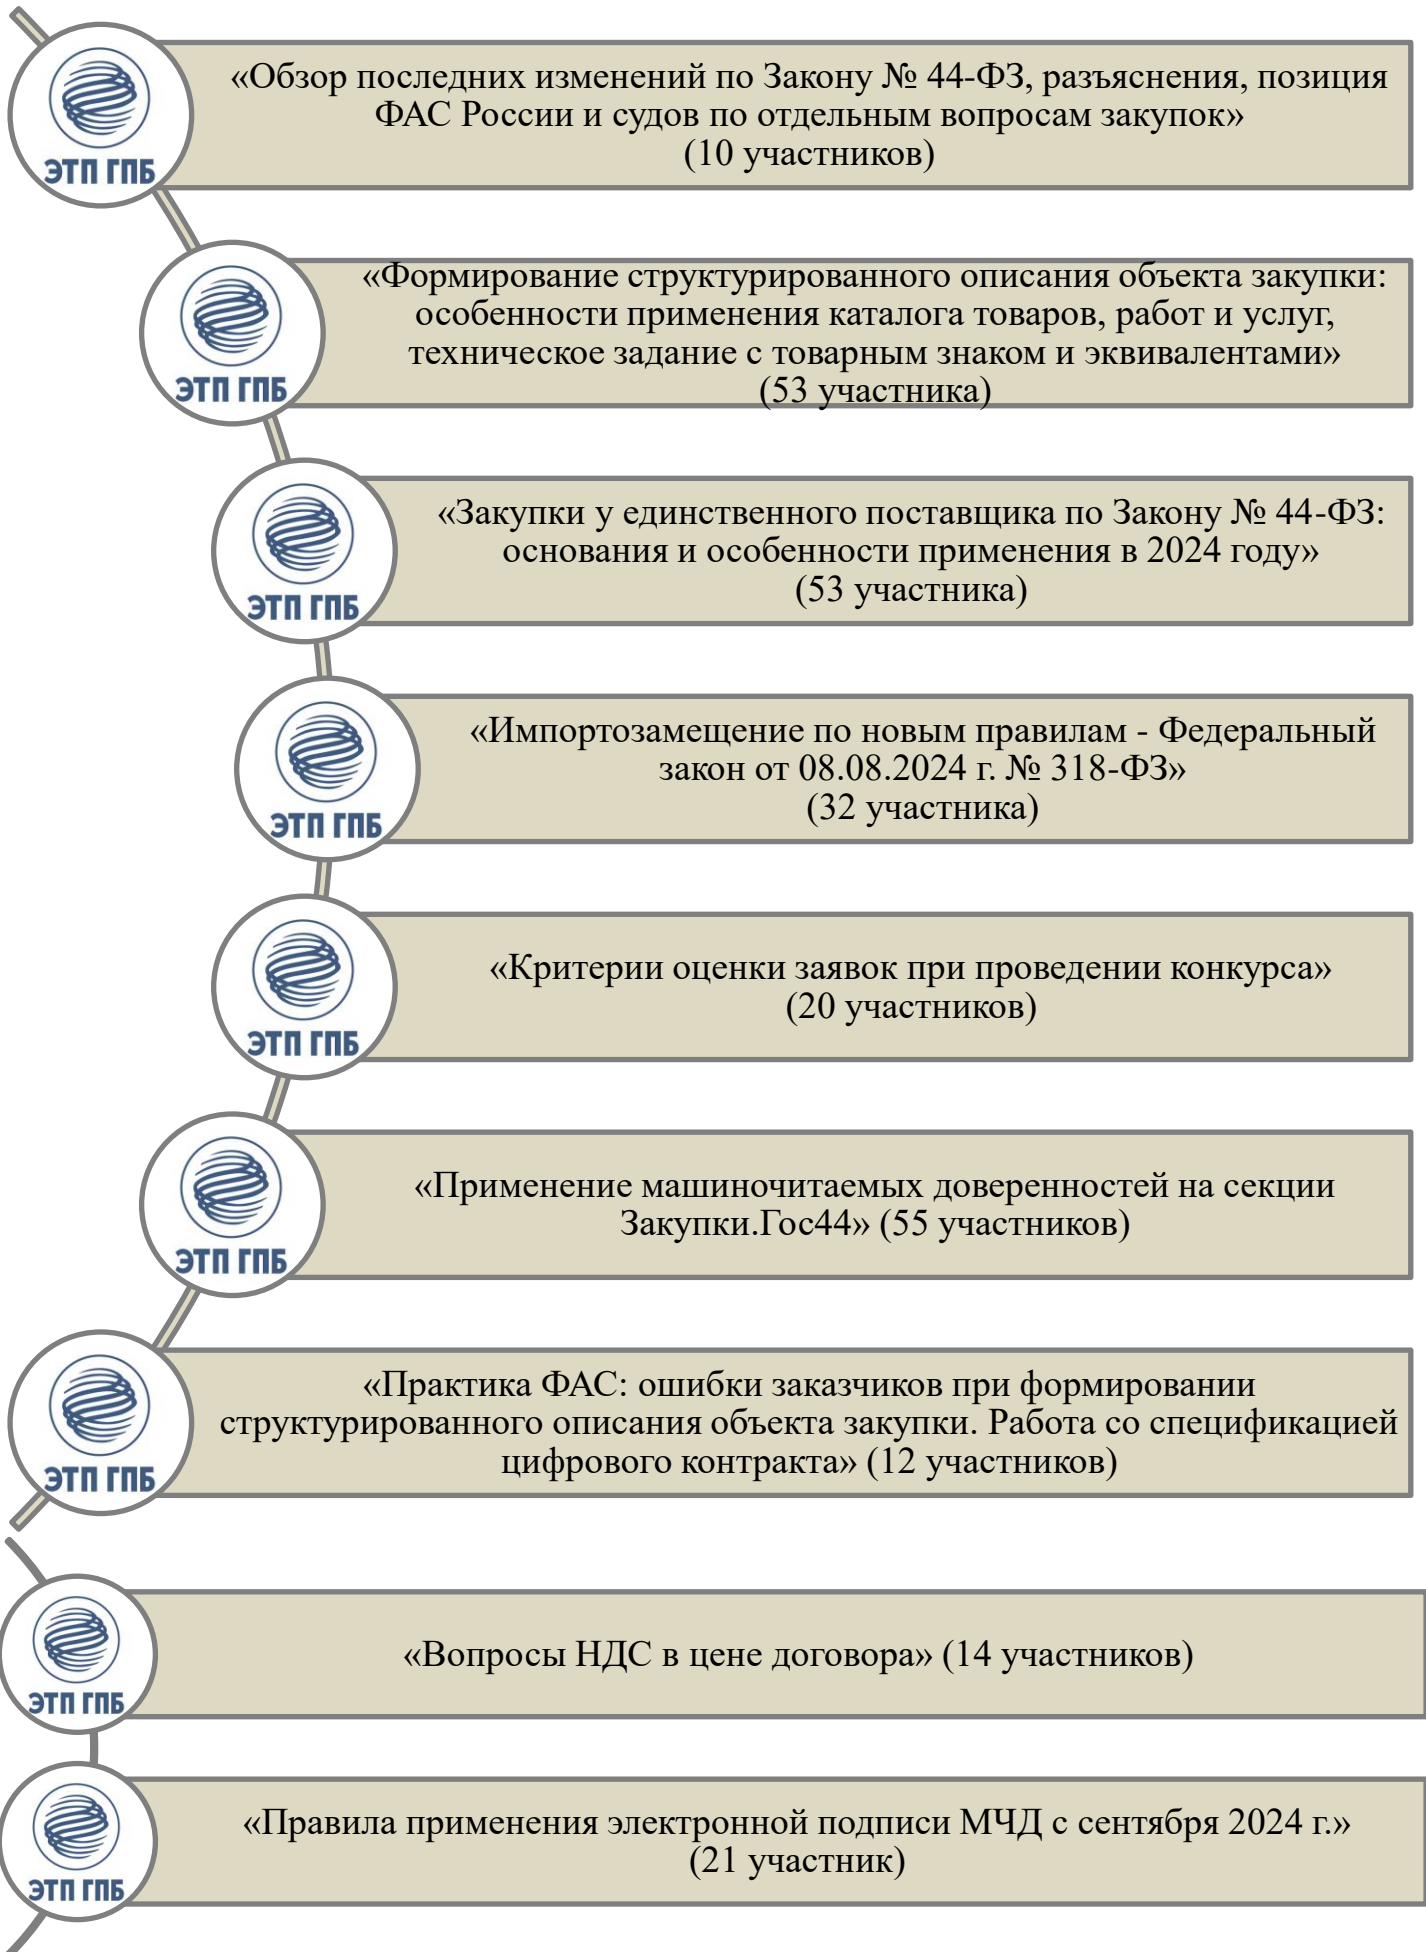 ЭТП ГПБ
«Обзор последних изменений по Закону № 44-ФЗ, разъяснения, позиция
ФАС России и судов по отдельным вопросам закупок»
(10 участников)
ЭТП ГПБ
«Формирование структурированного описания объекта закупки:
особенности применения каталога товаров, работ и услуг,
техническое задание с товарным знаком и эквивалентами»
(53 участника)
ЭТП ГПБ
«Закупки у единственного поставщика по Закону № 44-ФЗ:
основания и особенности применения в 2024 году»
(53 участника)
ЭТП ГПБ
«Импортозамещение по новым правилам - Федеральный
закон от 08.08.2024 г. № 318-ФЗ»
(32 участника)
ЭТП ГПБ
«Критерии оценки заявок при проведении конкурса»
(20 участников)
ЭТП ГПБ
«Применение машиночитаемых доверенностей на секции
Закупки.Гос44» (55 участников)
ЭТП ГПБ
«Практика ФАС: ошибки заказчиков при формировании
структурированного описания объекта закупки. Работа со спецификацией
цифрового контракта» (12 участников)
ЭТП ГПБ
«Вопросы НДС в цене договора» (14 участников)
ЭТП ГПБ
«Правила применения электронной подписи МЧД с сентября 2024 г.»
(21 участник)
ЭТП ГПБ